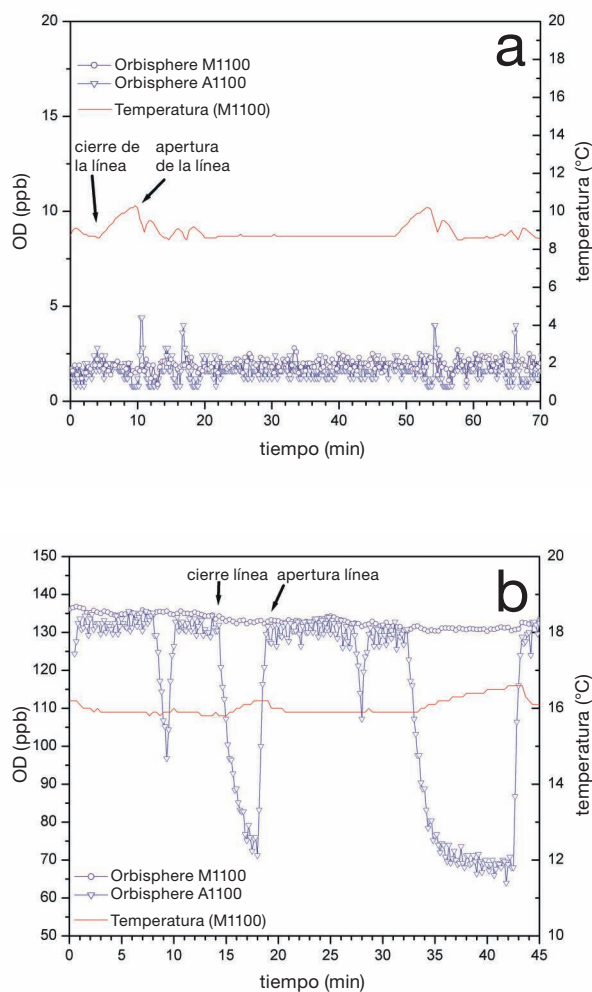 a
Orbisphere M1100
Orbisphere A1100
Temperatura (M1100)
cierre de
la línea
apertura
de la línea
OD (ppb)
20
15
10
5
0
temperatura (°C)
20
18
16
14
12
10
8
6
4
2
0
0 10 20 30 40 50 60 70
tiempo (min)
b
cierre línea apertura línea
OD (ppb)
150
140
130
120
110
100
90
80
70
60
50
temperatura (°C)
20
18
16
14
12
10
Orbisphere M1100
Orbisphere A1100
Temperatura (M1100)
0 5 10 15 20 25 30 35 40 45
tiempo (min)